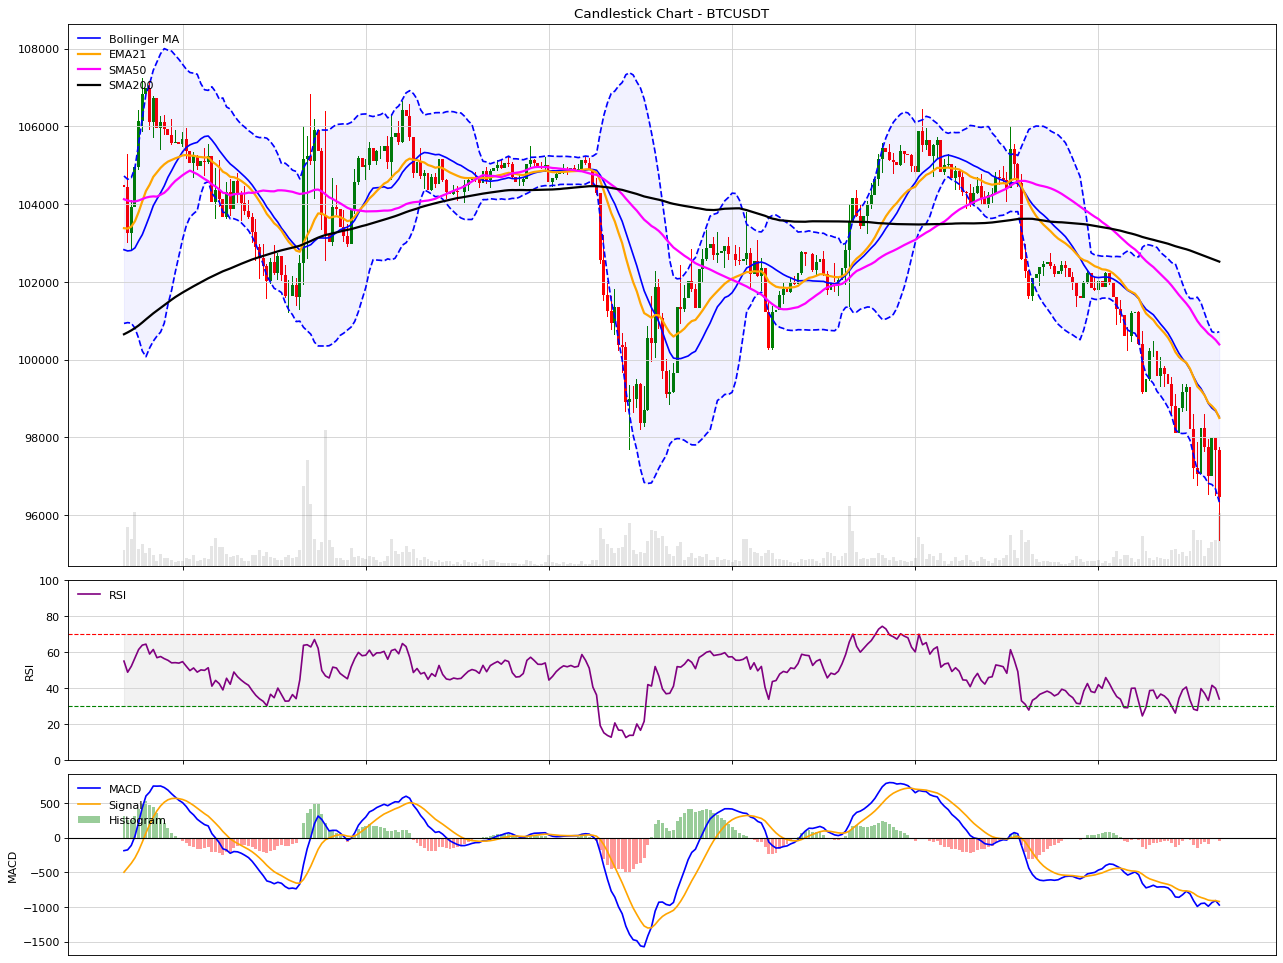 Candlestick Chart - BTCUSDT
Bollinger MA
EMA21
SMA50
SMA200
108000
106000
104000
102000
100000
98000
96000
RSI
100
80
60
40
20
0
RSI
MACD
Signal
Histogram
500
0
−500
−1000
−1500
MACD